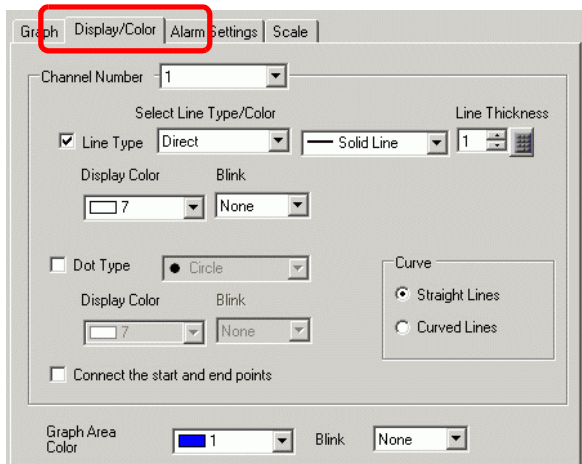 Graph Display/Color Alarm Settings Scale
Channel Number 1
Select Line Type/Color Line Thickness
Line Type Direct Solid Line 1
Display Color Blink
7 None
Dot Type Circle Curve
Display Color Blink Straight Lines
7 None Curved Lines
Connect the start and end points
Graph Area
Color 1 Blink None